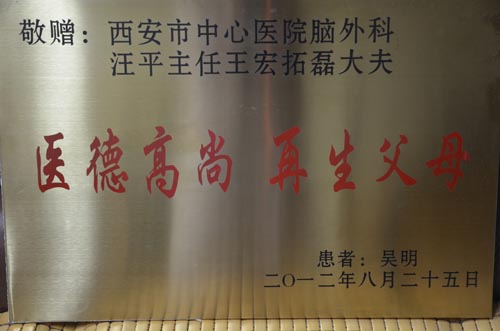 敬赠：西安市中心医院脑外科
汪平主任王宏拓磊大夫
医德高尚 再生父母
患者：吴明
二〇一二年八月二十五日